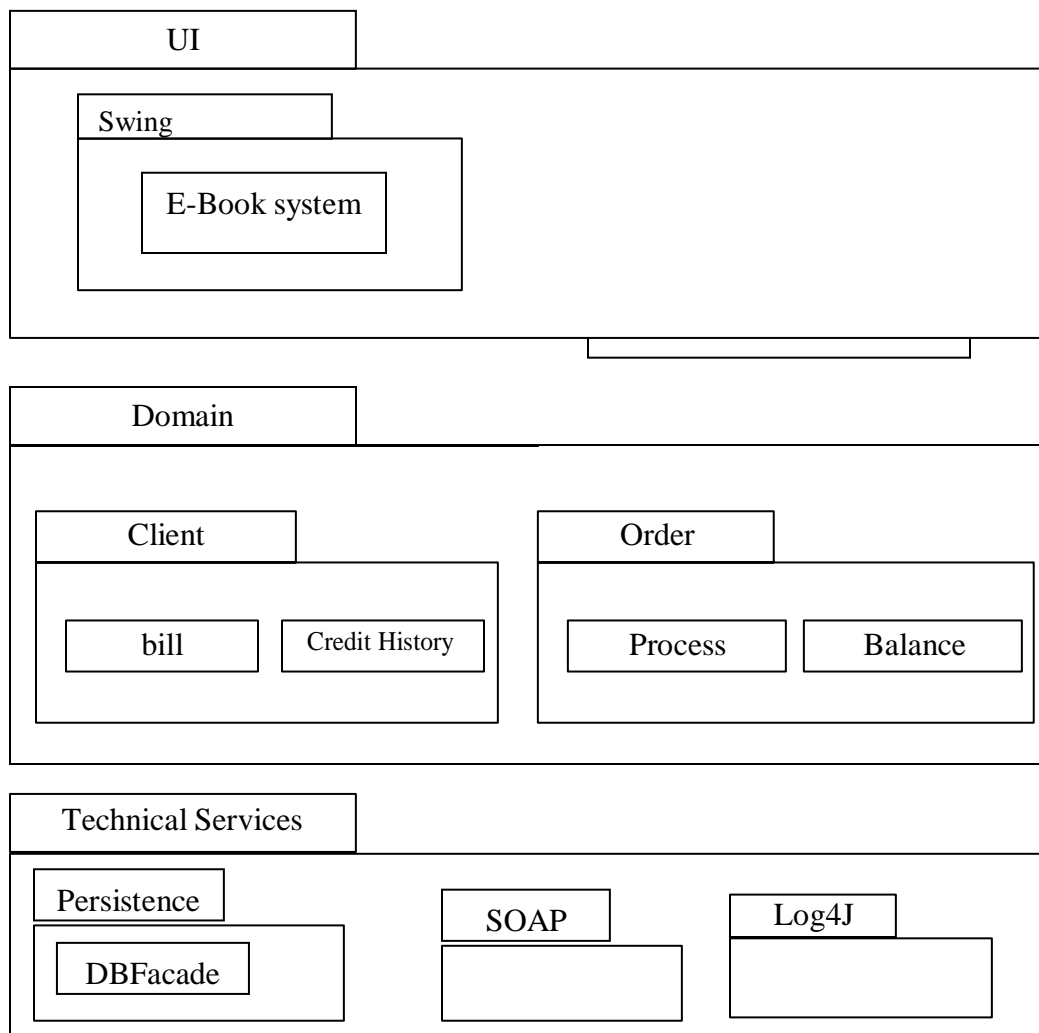 UI
Swing
E-Book system
Domain
Client
Order
bill
Credit History
Process
Balance
Technical Services
Persistence
SOAP
Log4J
DBFacade